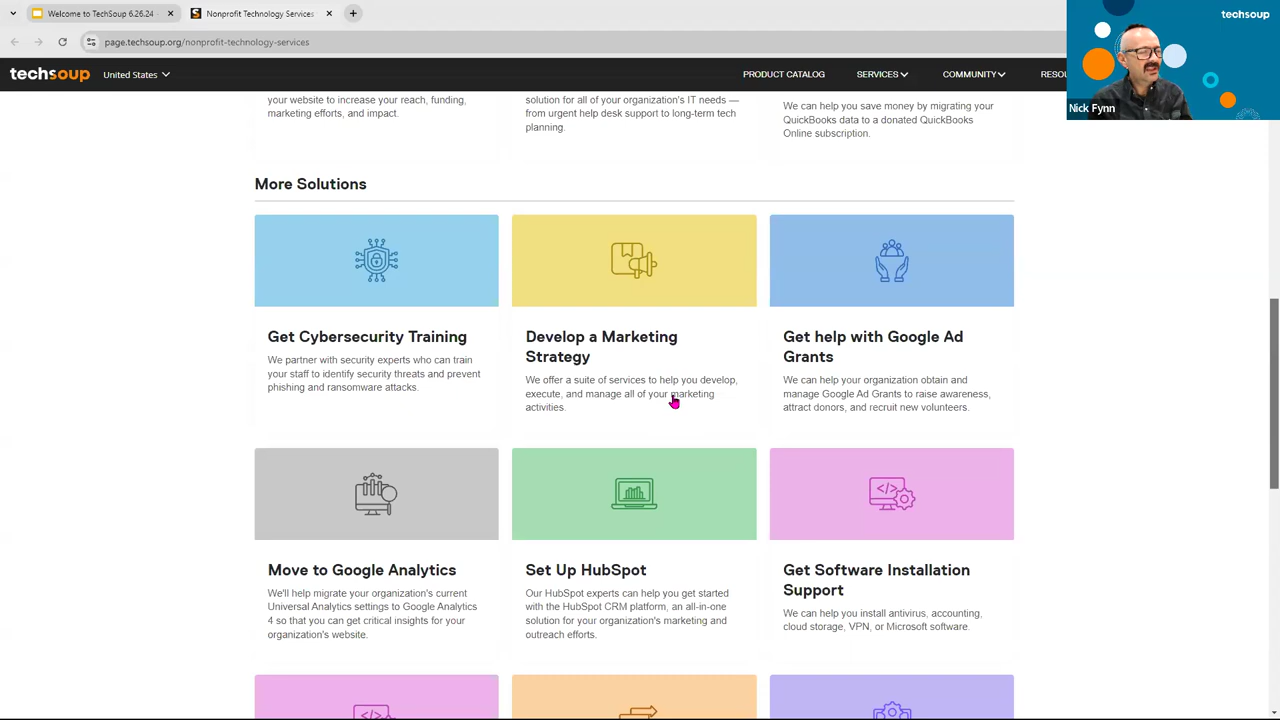 Welcome to TechSoup 6.26.24 -
Nonprofit Technology Services
page.techsoup.org/nonprofit-technology-services
techsoup
Nick Fynn
techsoup
United States
PRODUCT CATALOG
SERVICES
COMMUNITY
RESOU
your website to increase your reach, funding,
marketing efforts, and impact.
solution for all of your organization's IT needs —
from urgent help desk support to long-term tech
planning.
We can help you save money by migrating your
QuickBooks data to a donated QuickBooks
Online subscription.
More Solutions
Get Cybersecurity Training
We partner with security experts who can train
your staff to identify security threats and prevent
phishing and ransomware attacks.
Develop a Marketing
Strategy
We offer a suite of services to help you develop,
execute, and manage all of your marketing
activities.
Get help with Google Ad
Grants
We can help your organization obtain and
manage Google Ad Grants to raise awareness,
attract donors, and recruit new volunteers.
Move to Google Analytics
We'll help migrate your organization's current
Universal Analytics settings to Google Analytics
4 so that you can get critical insights for your
organization's website.
Set Up HubSpot
Our HubSpot experts can help you get started
with the HubSpot CRM platform, an all-in-one
solution for your organization's marketing and
outreach efforts.
Get Software Installation
Support
We can help you install antivirus, accounting,
cloud storage, VPN, or Microsoft software.